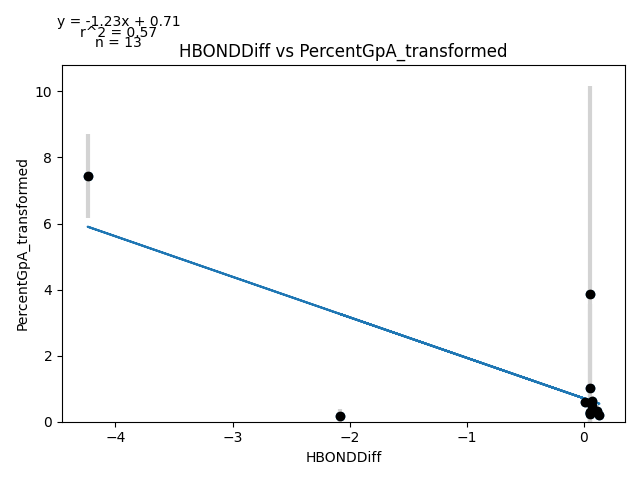 y = -1.23x + 0.71
r^2 = 0.57
n = 13
HBONDDiff vs PercentGpA_transformed
PercentGpA_transformed
10
8
6
4
2
0
−4
−3
−2
−1
0
HBONDDiff